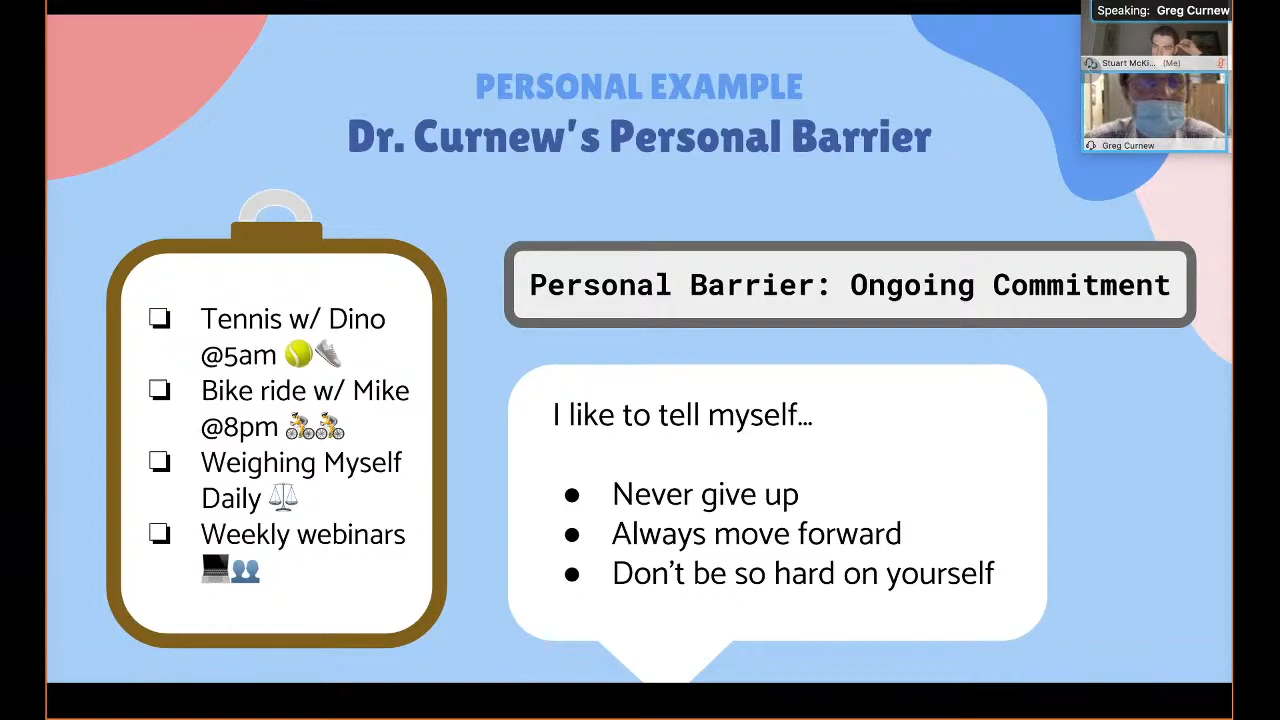 Speaking: Greg Curnew
Stuart McKi... (Me)
Greg Curnew
PERSONAL EXAMPLE
Dr. Curnew's Personal Barrier
❏ Tennis w/ Dino
@5am 🎾👟
❏ Bike ride w/ Mike
@8pm 🚴🚴
❏ Weighing Myself
Daily ⚖️
❏ Weekly webinars
💻👥
Personal Barrier: Ongoing Commitment
I like to tell myself...
● Never give up
● Always move forward
● Don't be so hard on yourself